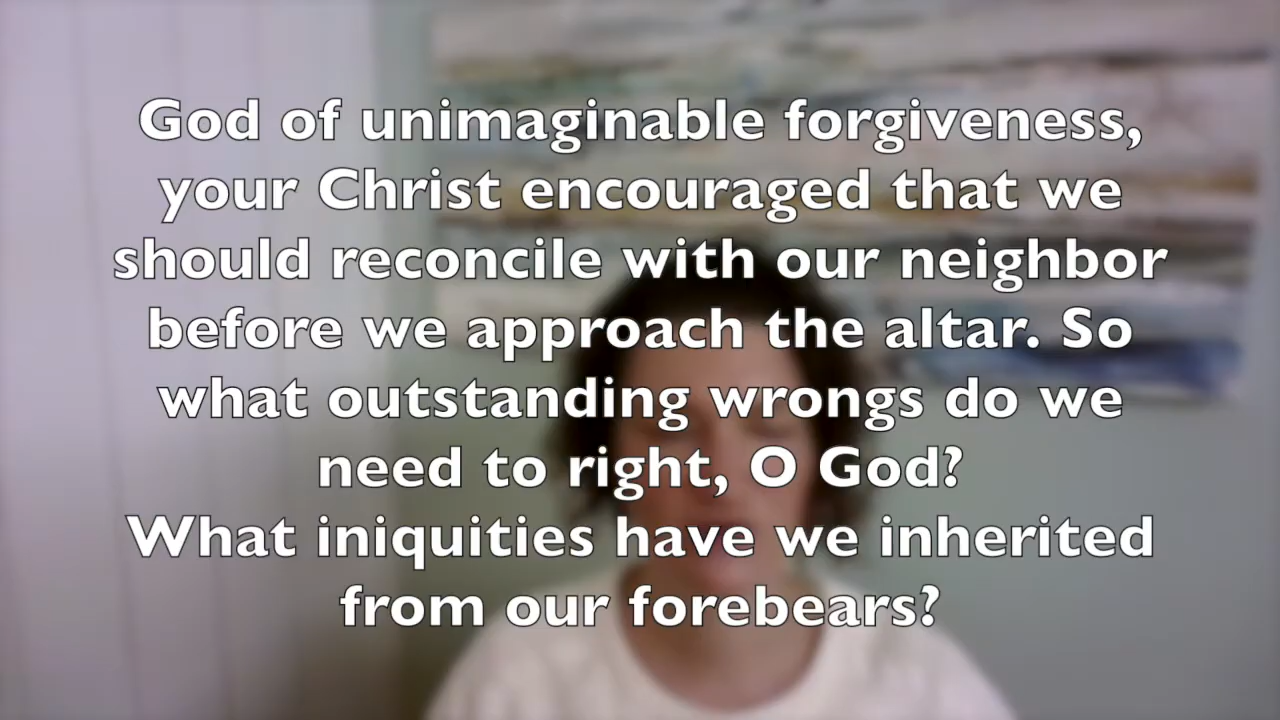 God of unimaginable forgiveness,
your Christ encouraged that we
should reconcile with our neighbor
before we approach the altar. So
what outstanding wrongs do we
need to right, O God?
What iniquities have we inherited
from our forebears?